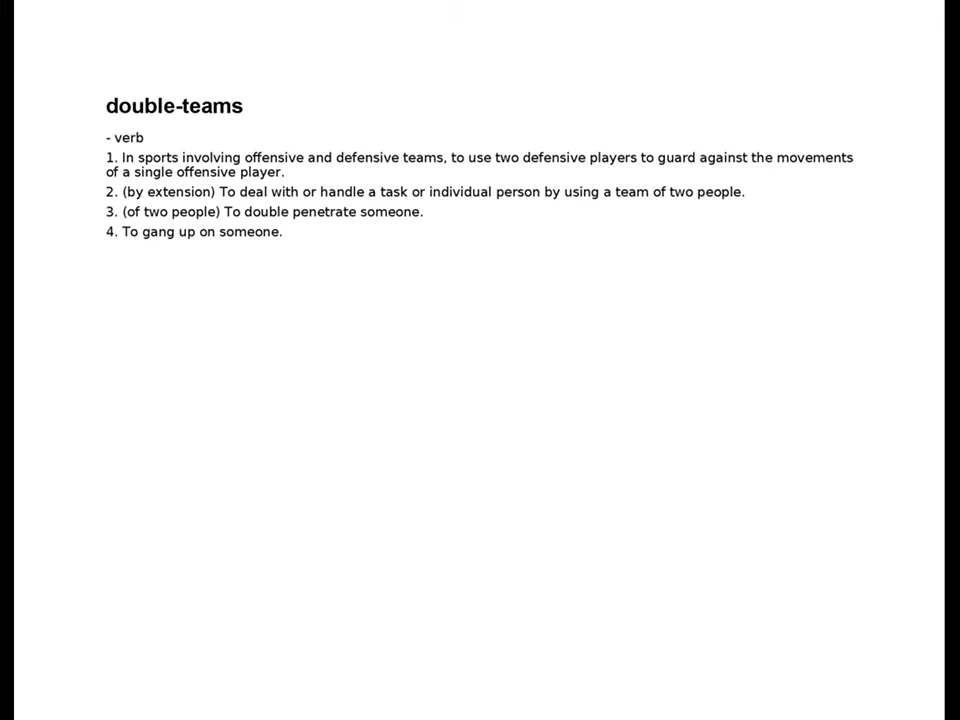 double-teams
- verb
1. In sports involving offensive and defensive teams, to use two defensive players to guard against the movements
of a single offensive player.
2. (by extension) To deal with or handle a task or individual person by using a team of two people.
3. (of two people) To double penetrate someone.
4. To gang up on someone.